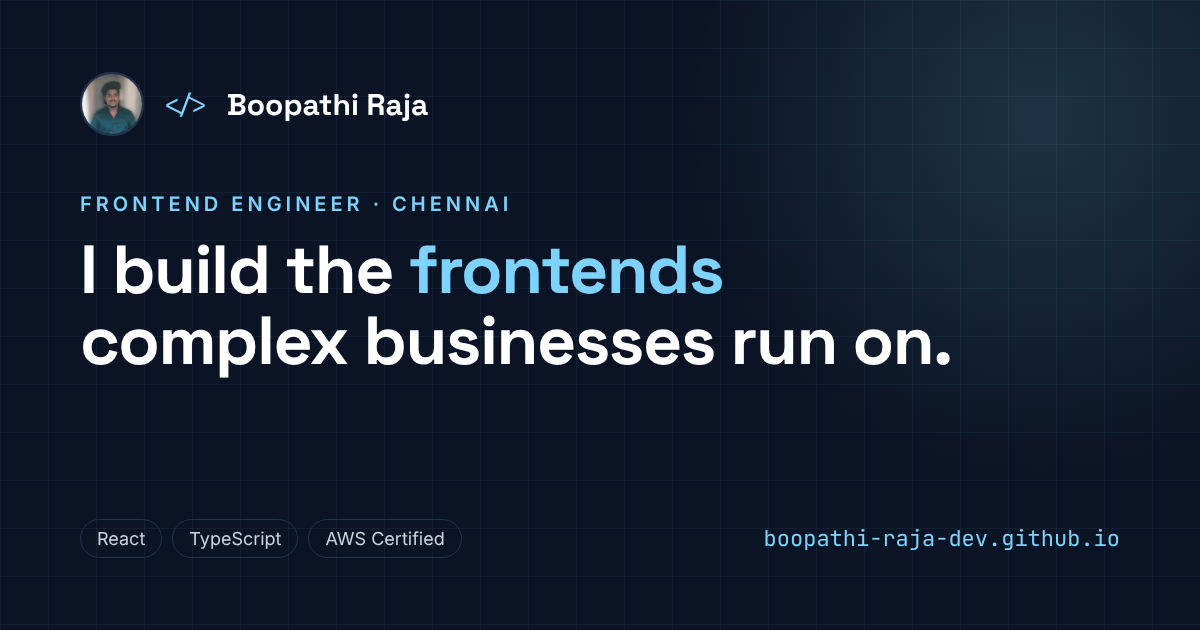 </> Boopathi Raja
FRONTEND ENGINEER · CHENNAI
I build the frontends
complex businesses run on.
React TypeScript AWS Certified
boopathi-raja-dev.github.io